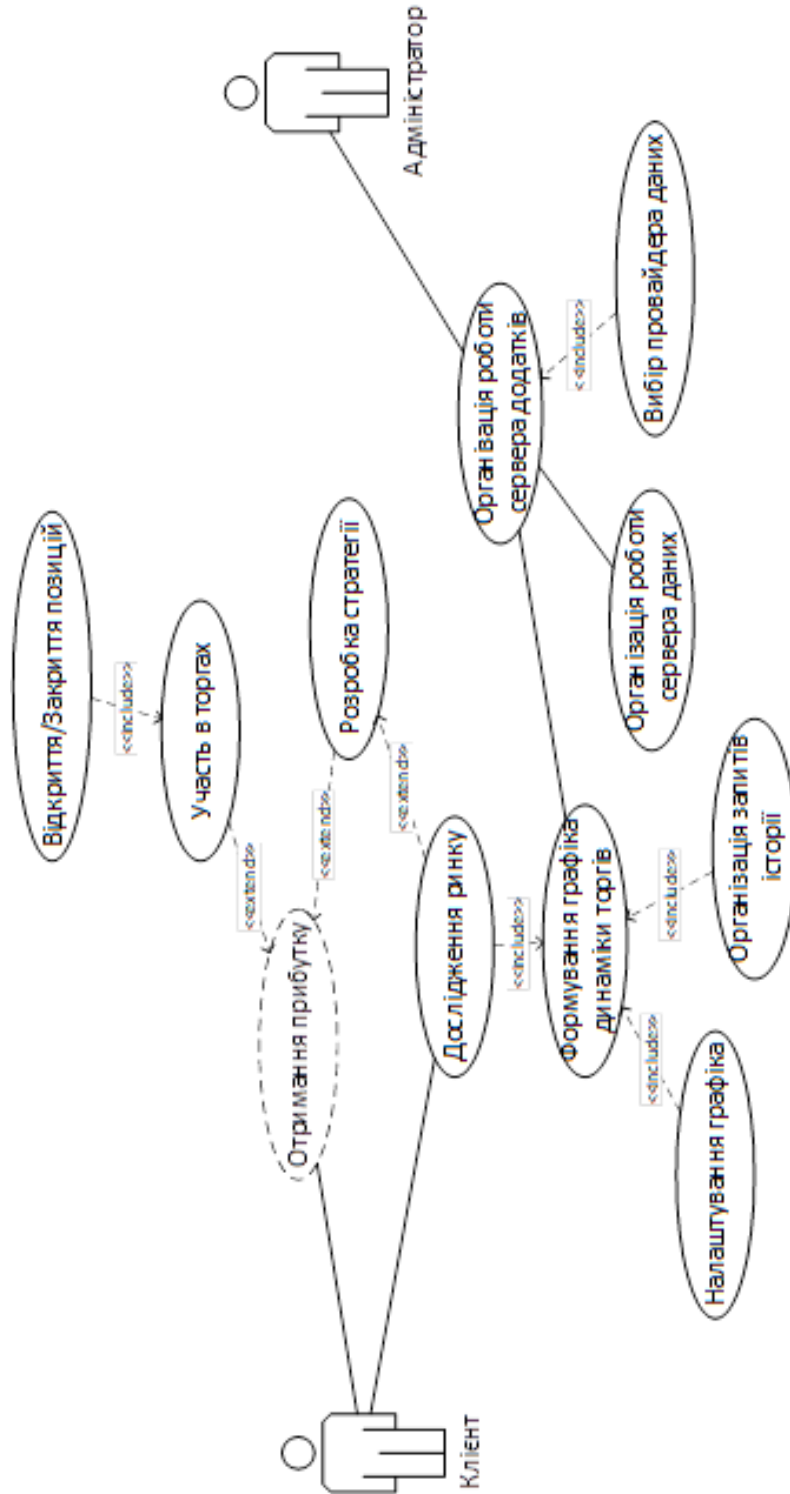 Відкриття/Закриття позицій
<<include>>
Участь в торгах
<<extend>>
Отримання прибутку
<<extend>>
Розробка стратегії
<<extend>>
Дослідження ринку
<<include>>
Формування графіка
динаміки торгів
<<include>>
Налаштування графіка
<<include>>
Організація запитів
історії
Організація роботи
сервера даних
Організація роботи
сервера додатків
<<include>>
Вибір провайдера даних
Клієнт
Адміністратор